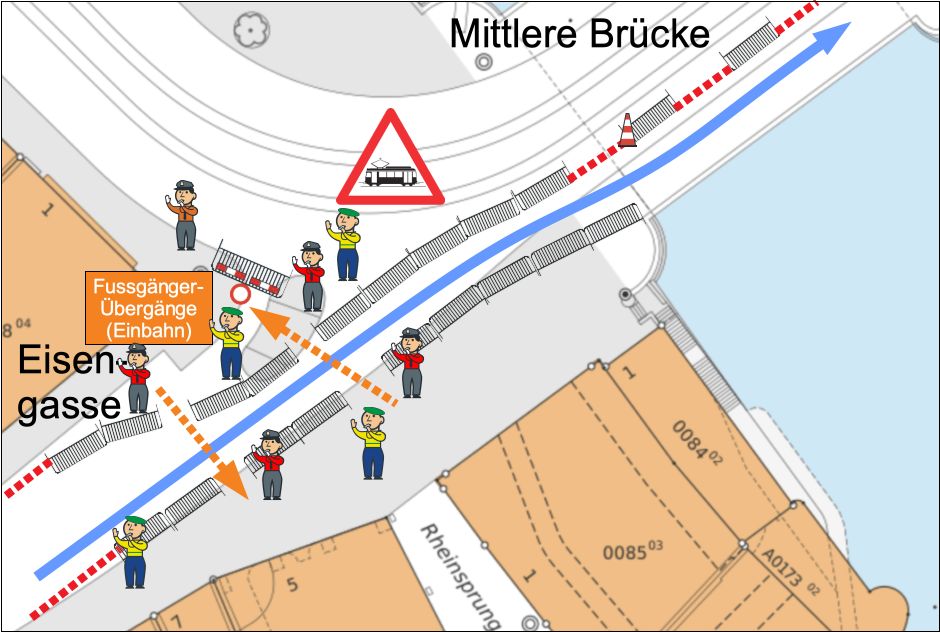 Mittlere Brücke
1
Fussgänger-
Übergänge
(Einbahn)
8 04
Eisen-
gasse
1
0084 02
Rheinsprung
0085 03
A0173 02
1
5
7